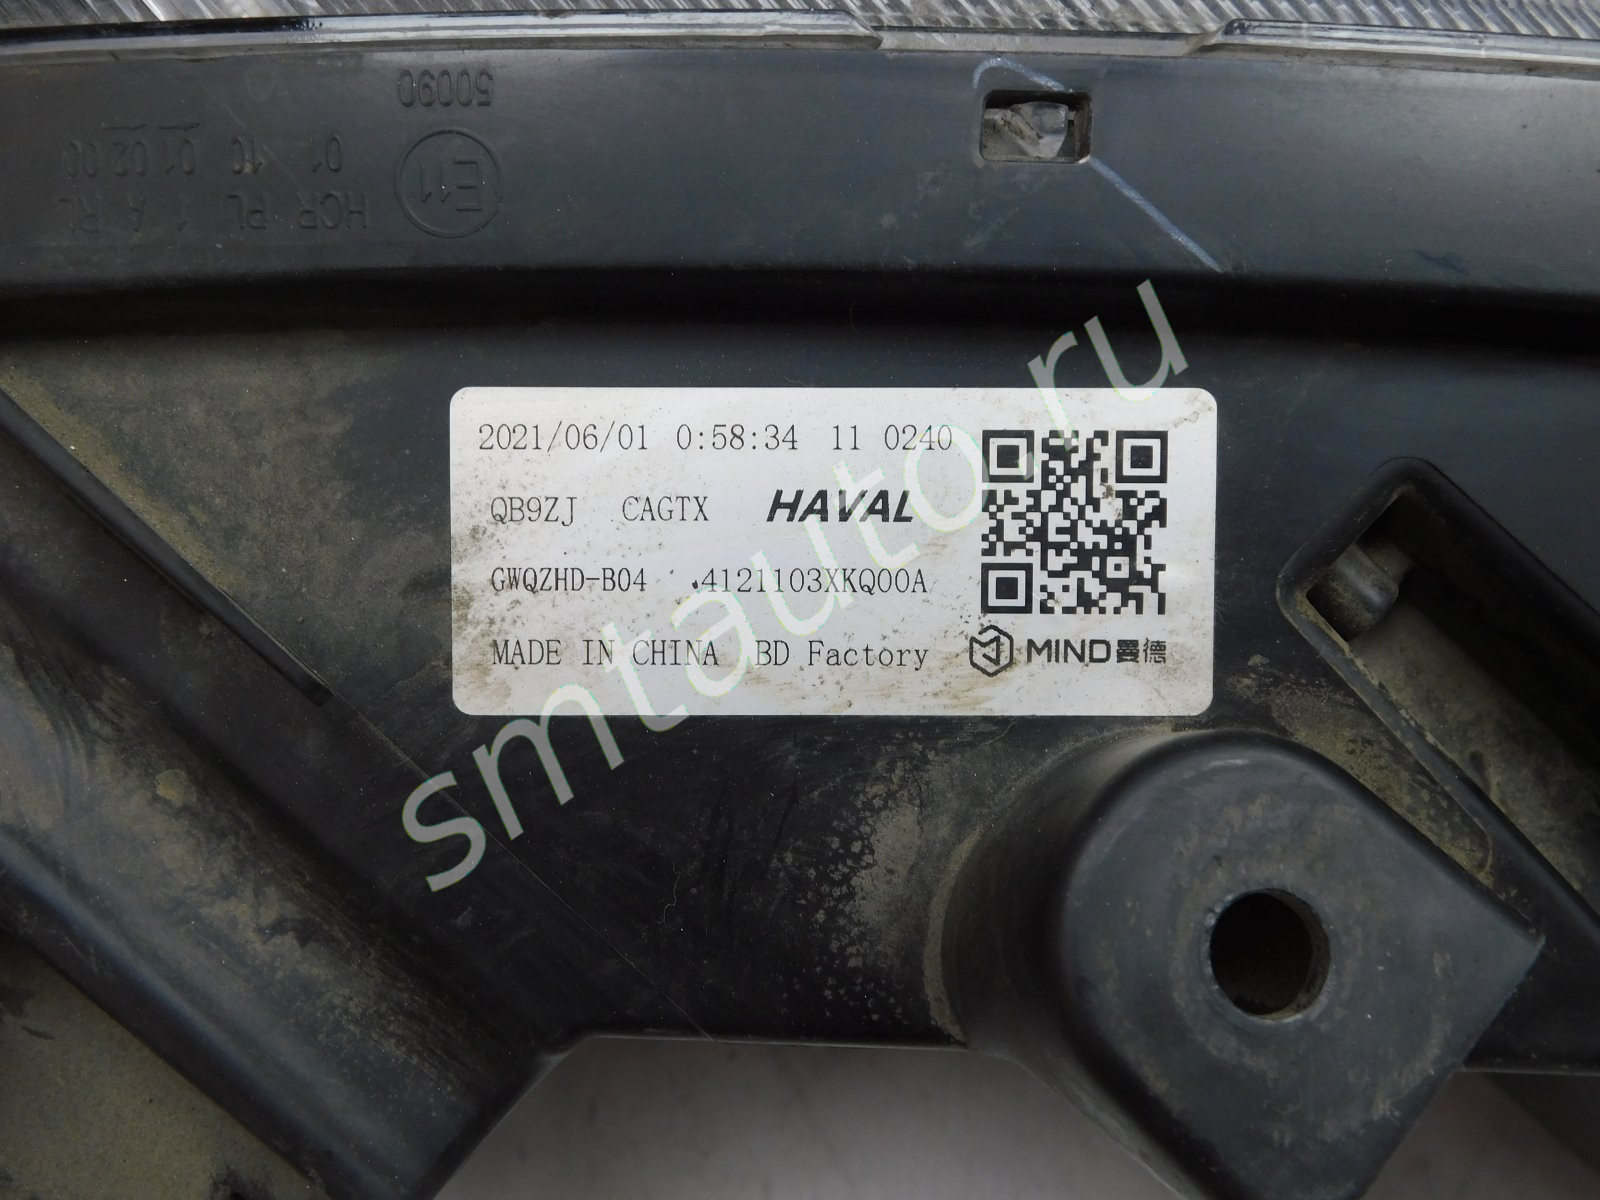 50090
E11
01 10 01 02 00
HCR PL 1 A RL
2021/06/01 0:58:34 11 0240
QB9ZJ CAGTX HAVAL
GWQZHD-B04 4121103XKQ00A
MADE IN CHINA BD Factory MIND曼德
smtauto.ru